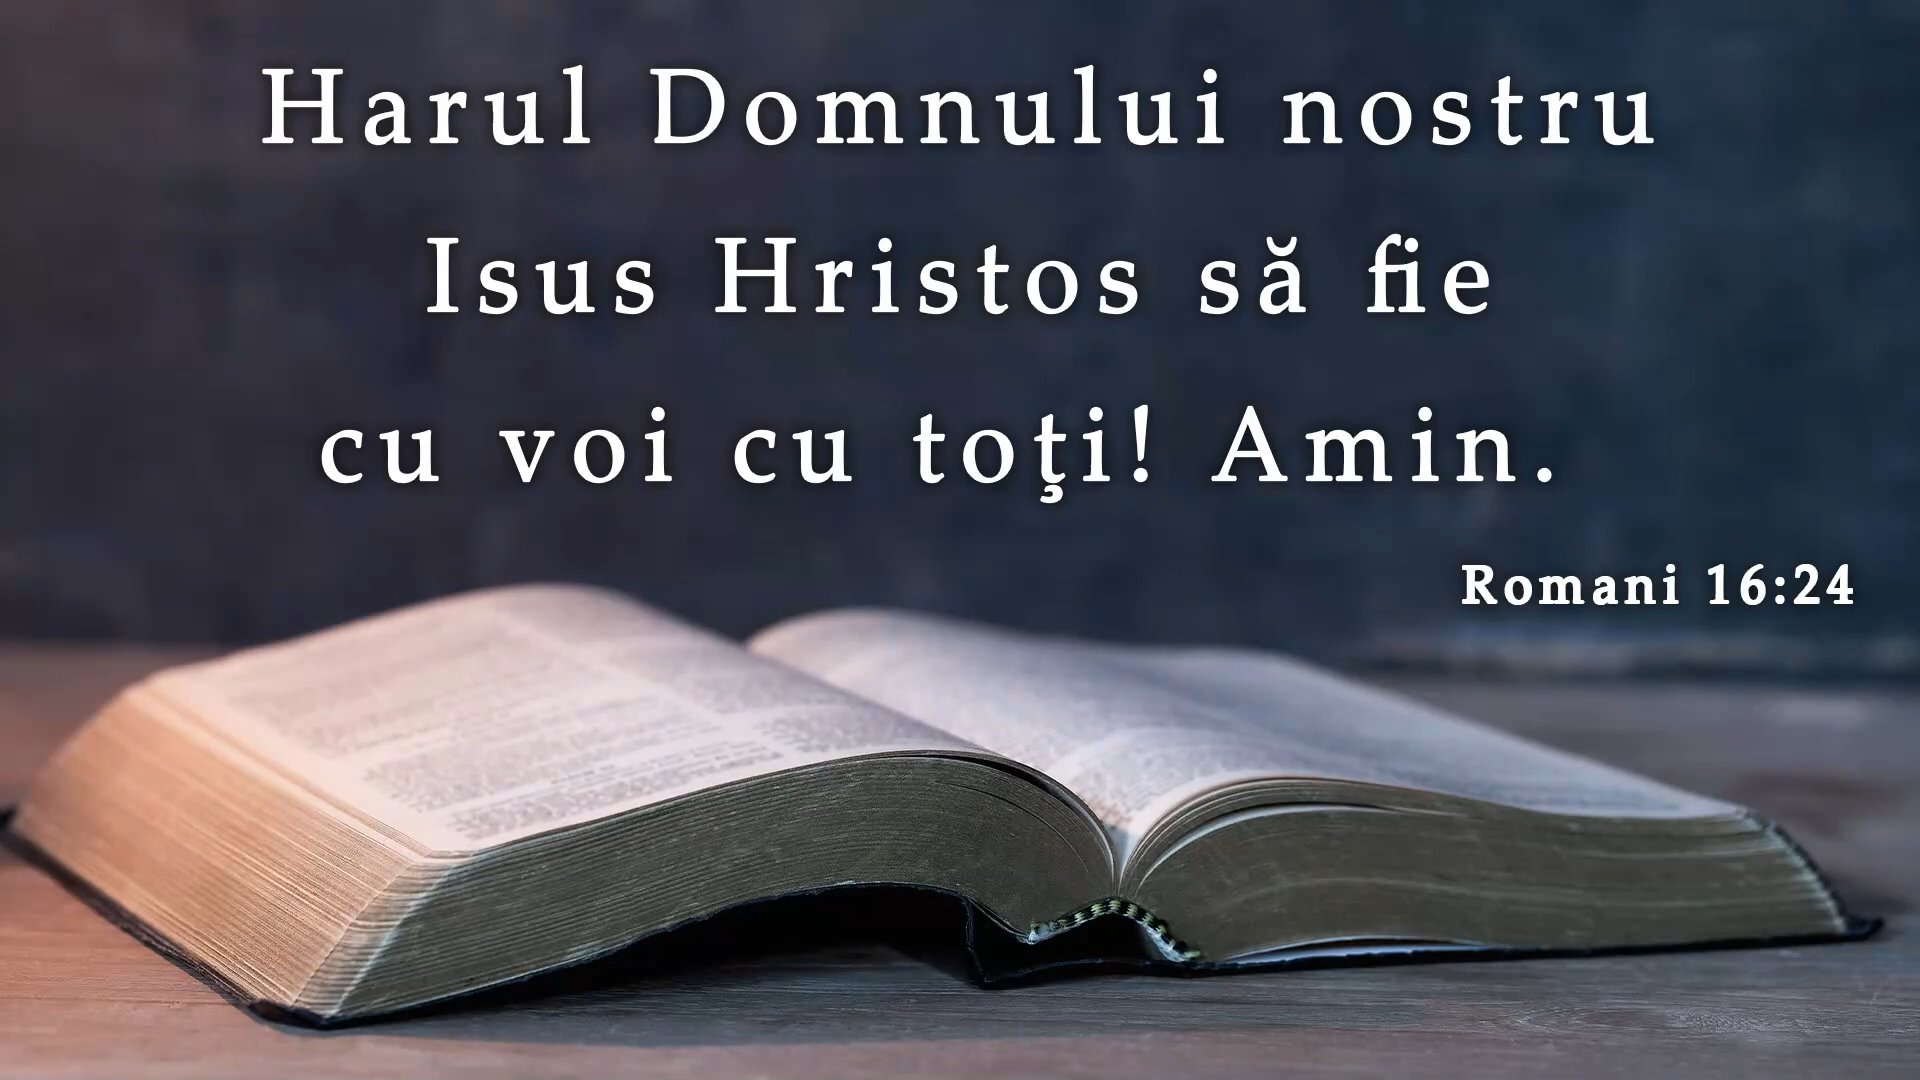 Harul Domnului nostru
Isus Hristos să fie
cu voi cu toţi! Amin.
Romani 16:24